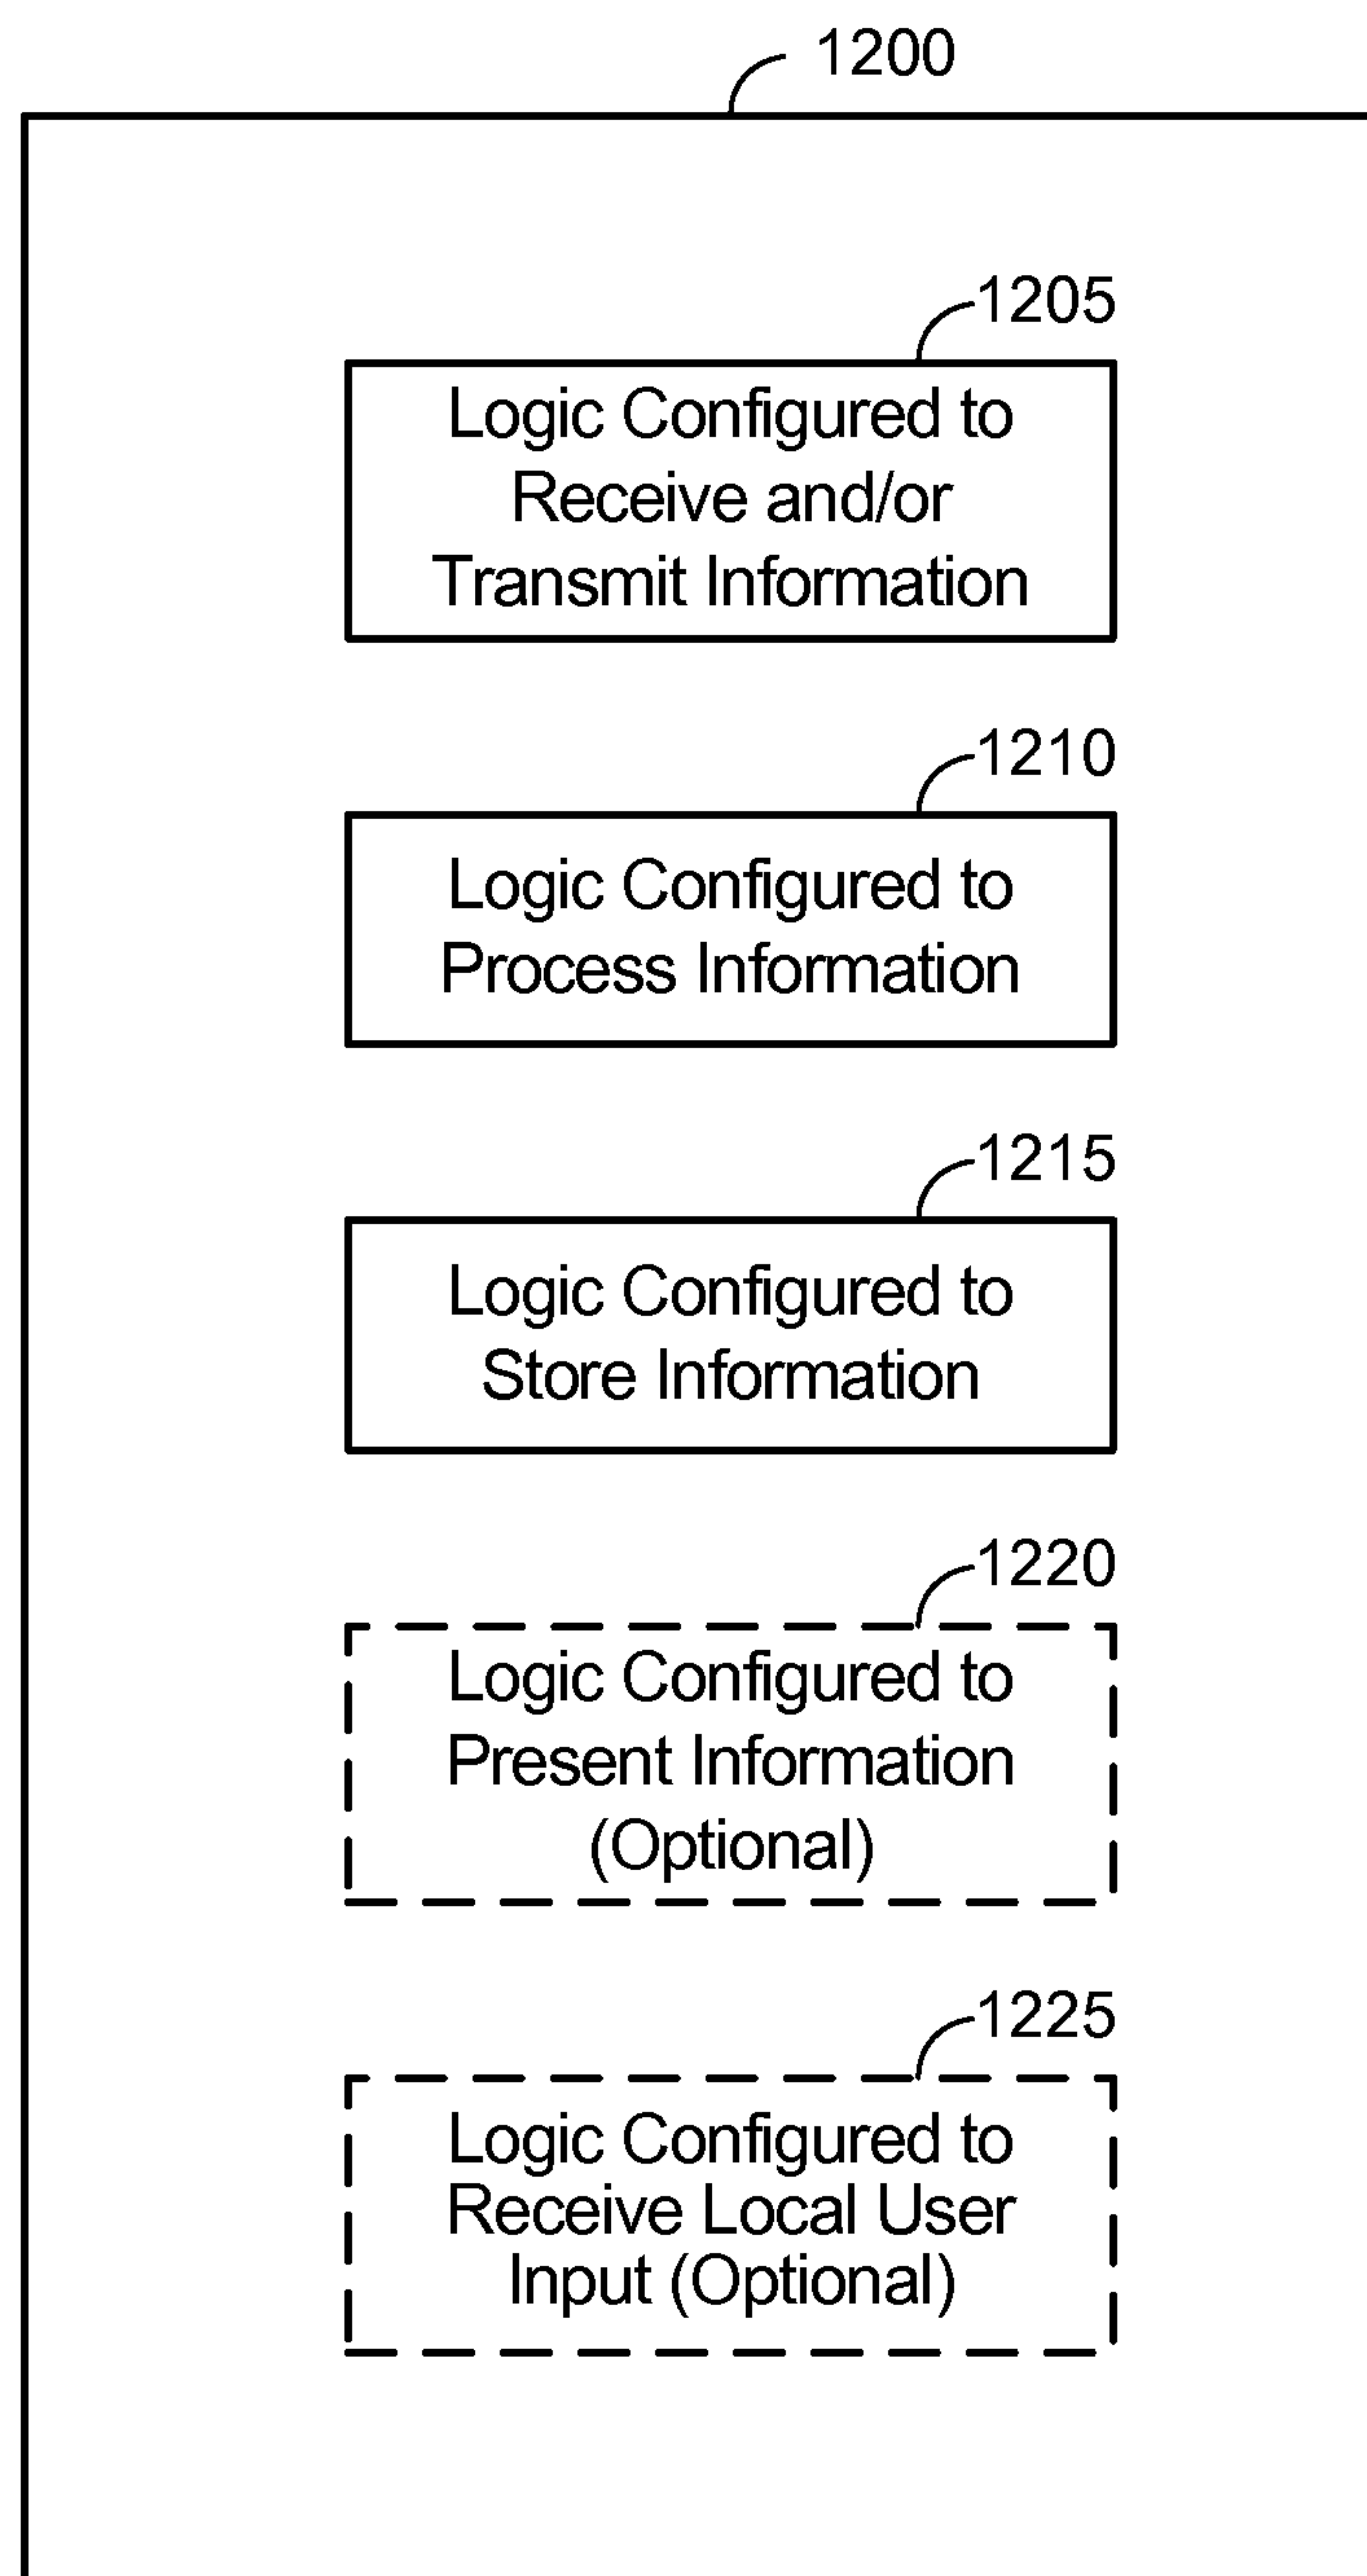 1200
1205
Logic Configured to
Receive and/or
Transmit Information
1210
Logic Configured to
Process Information
1215
Logic Configured to
Store Information
1220
Logic Configured to
Present Information
(Optional)
1225
Logic Configured to
Receive Local User
Input (Optional)